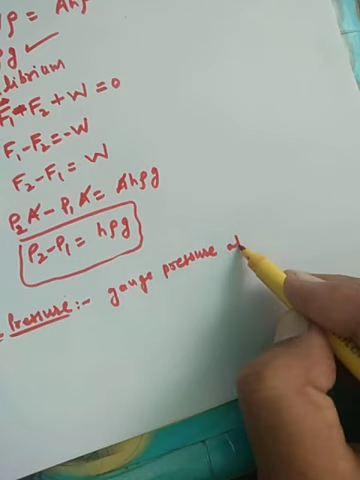 ρ = Ahρ
ρg ✓
librium
F₁ + F₂ + W = 0
F₁ - F₂ = -W
F₂ - F₁ = W
P₂A - P₁A = Ahρg
P₂ - P₁ = hρg
Pressure :- gauge pressure at